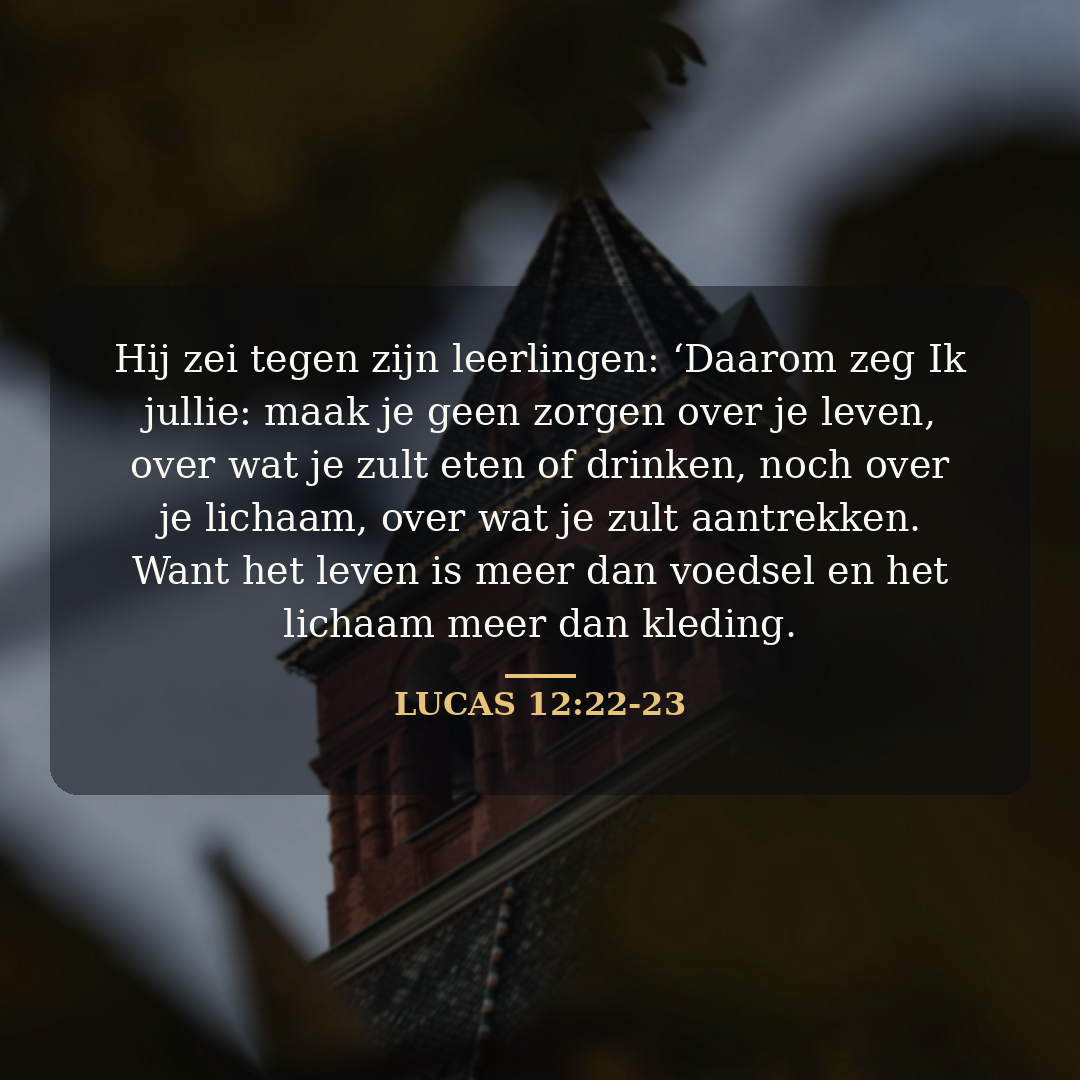 Hij zei tegen zijn leerlingen: ‘Daarom zeg Ik
jullie: maak je geen zorgen over je leven,
over wat je zult eten of drinken, noch over
je lichaam, over wat je zult aantrekken.
Want het leven is meer dan voedsel en het
lichaam meer dan kleding.
LUCAS 12:22-23